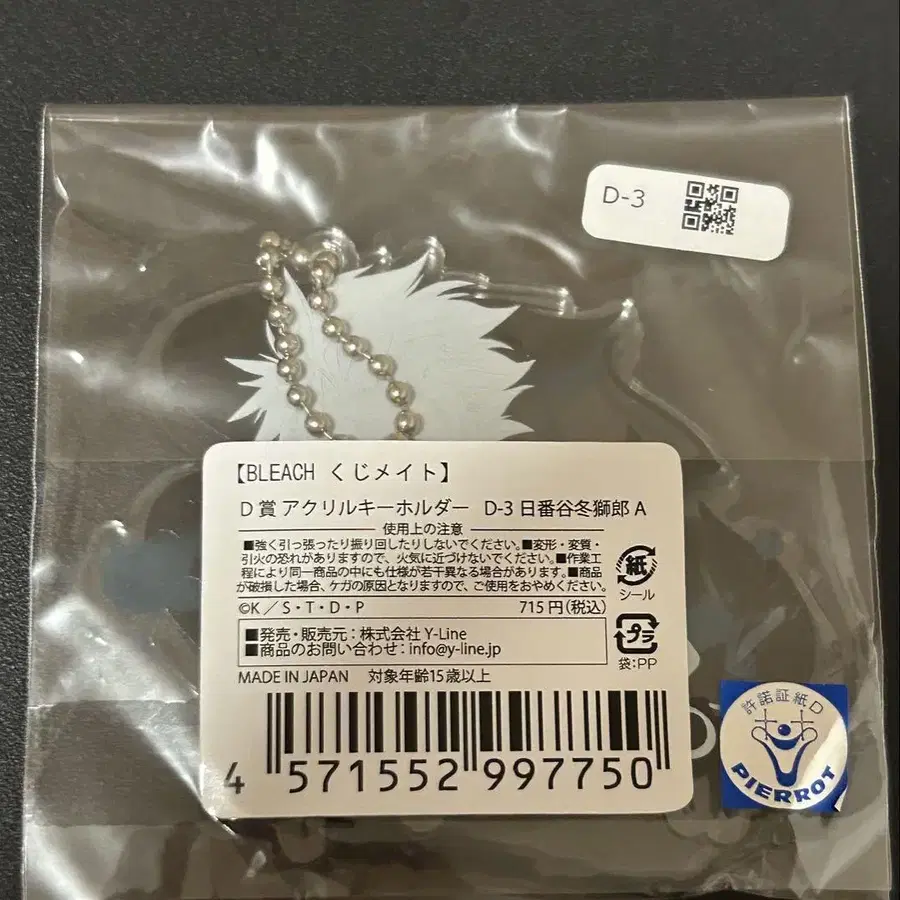 D-3
【BLEACH くじメイト】
D賞 アクリルキーホルダー D-3 日番谷冬獅郎 A
使用上の注意
■強く引っ張ったり振り回したりしないでください。■変形・変質・
引火の恐れがありますので、火気に近づけないでください。■作業工
程により同一商品の中にも仕様が若干異なる場合があります。■商品
が破損した場合、ケガの原因となりますので、ご使用をおやめください。
©K/S・T・D・P 715円(税込)
■発売・販売元:株式会社 Y-Line
■商品のお問い合わせ:info@y-line.jp
MADE IN JAPAN 対象年齢15歳以上
紙
シール
プラ
袋:PP
4 571552 997750
許諾証紙D
PIERROT